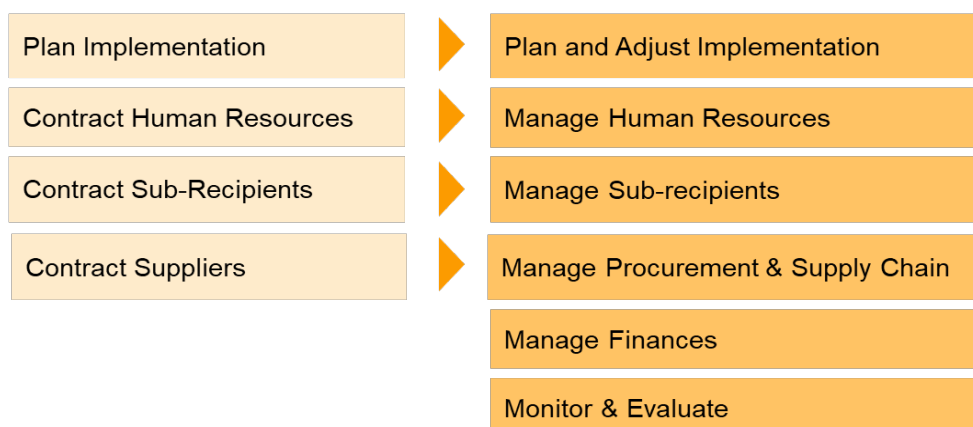 Plan Implementation
Plan and Adjust Implementation
Contract Human Resources
Manage Human Resources
Contract Sub-Recipients
Manage Sub-recipients
Contract Suppliers
Manage Procurement & Supply Chain
Manage Finances
Monitor & Evaluate